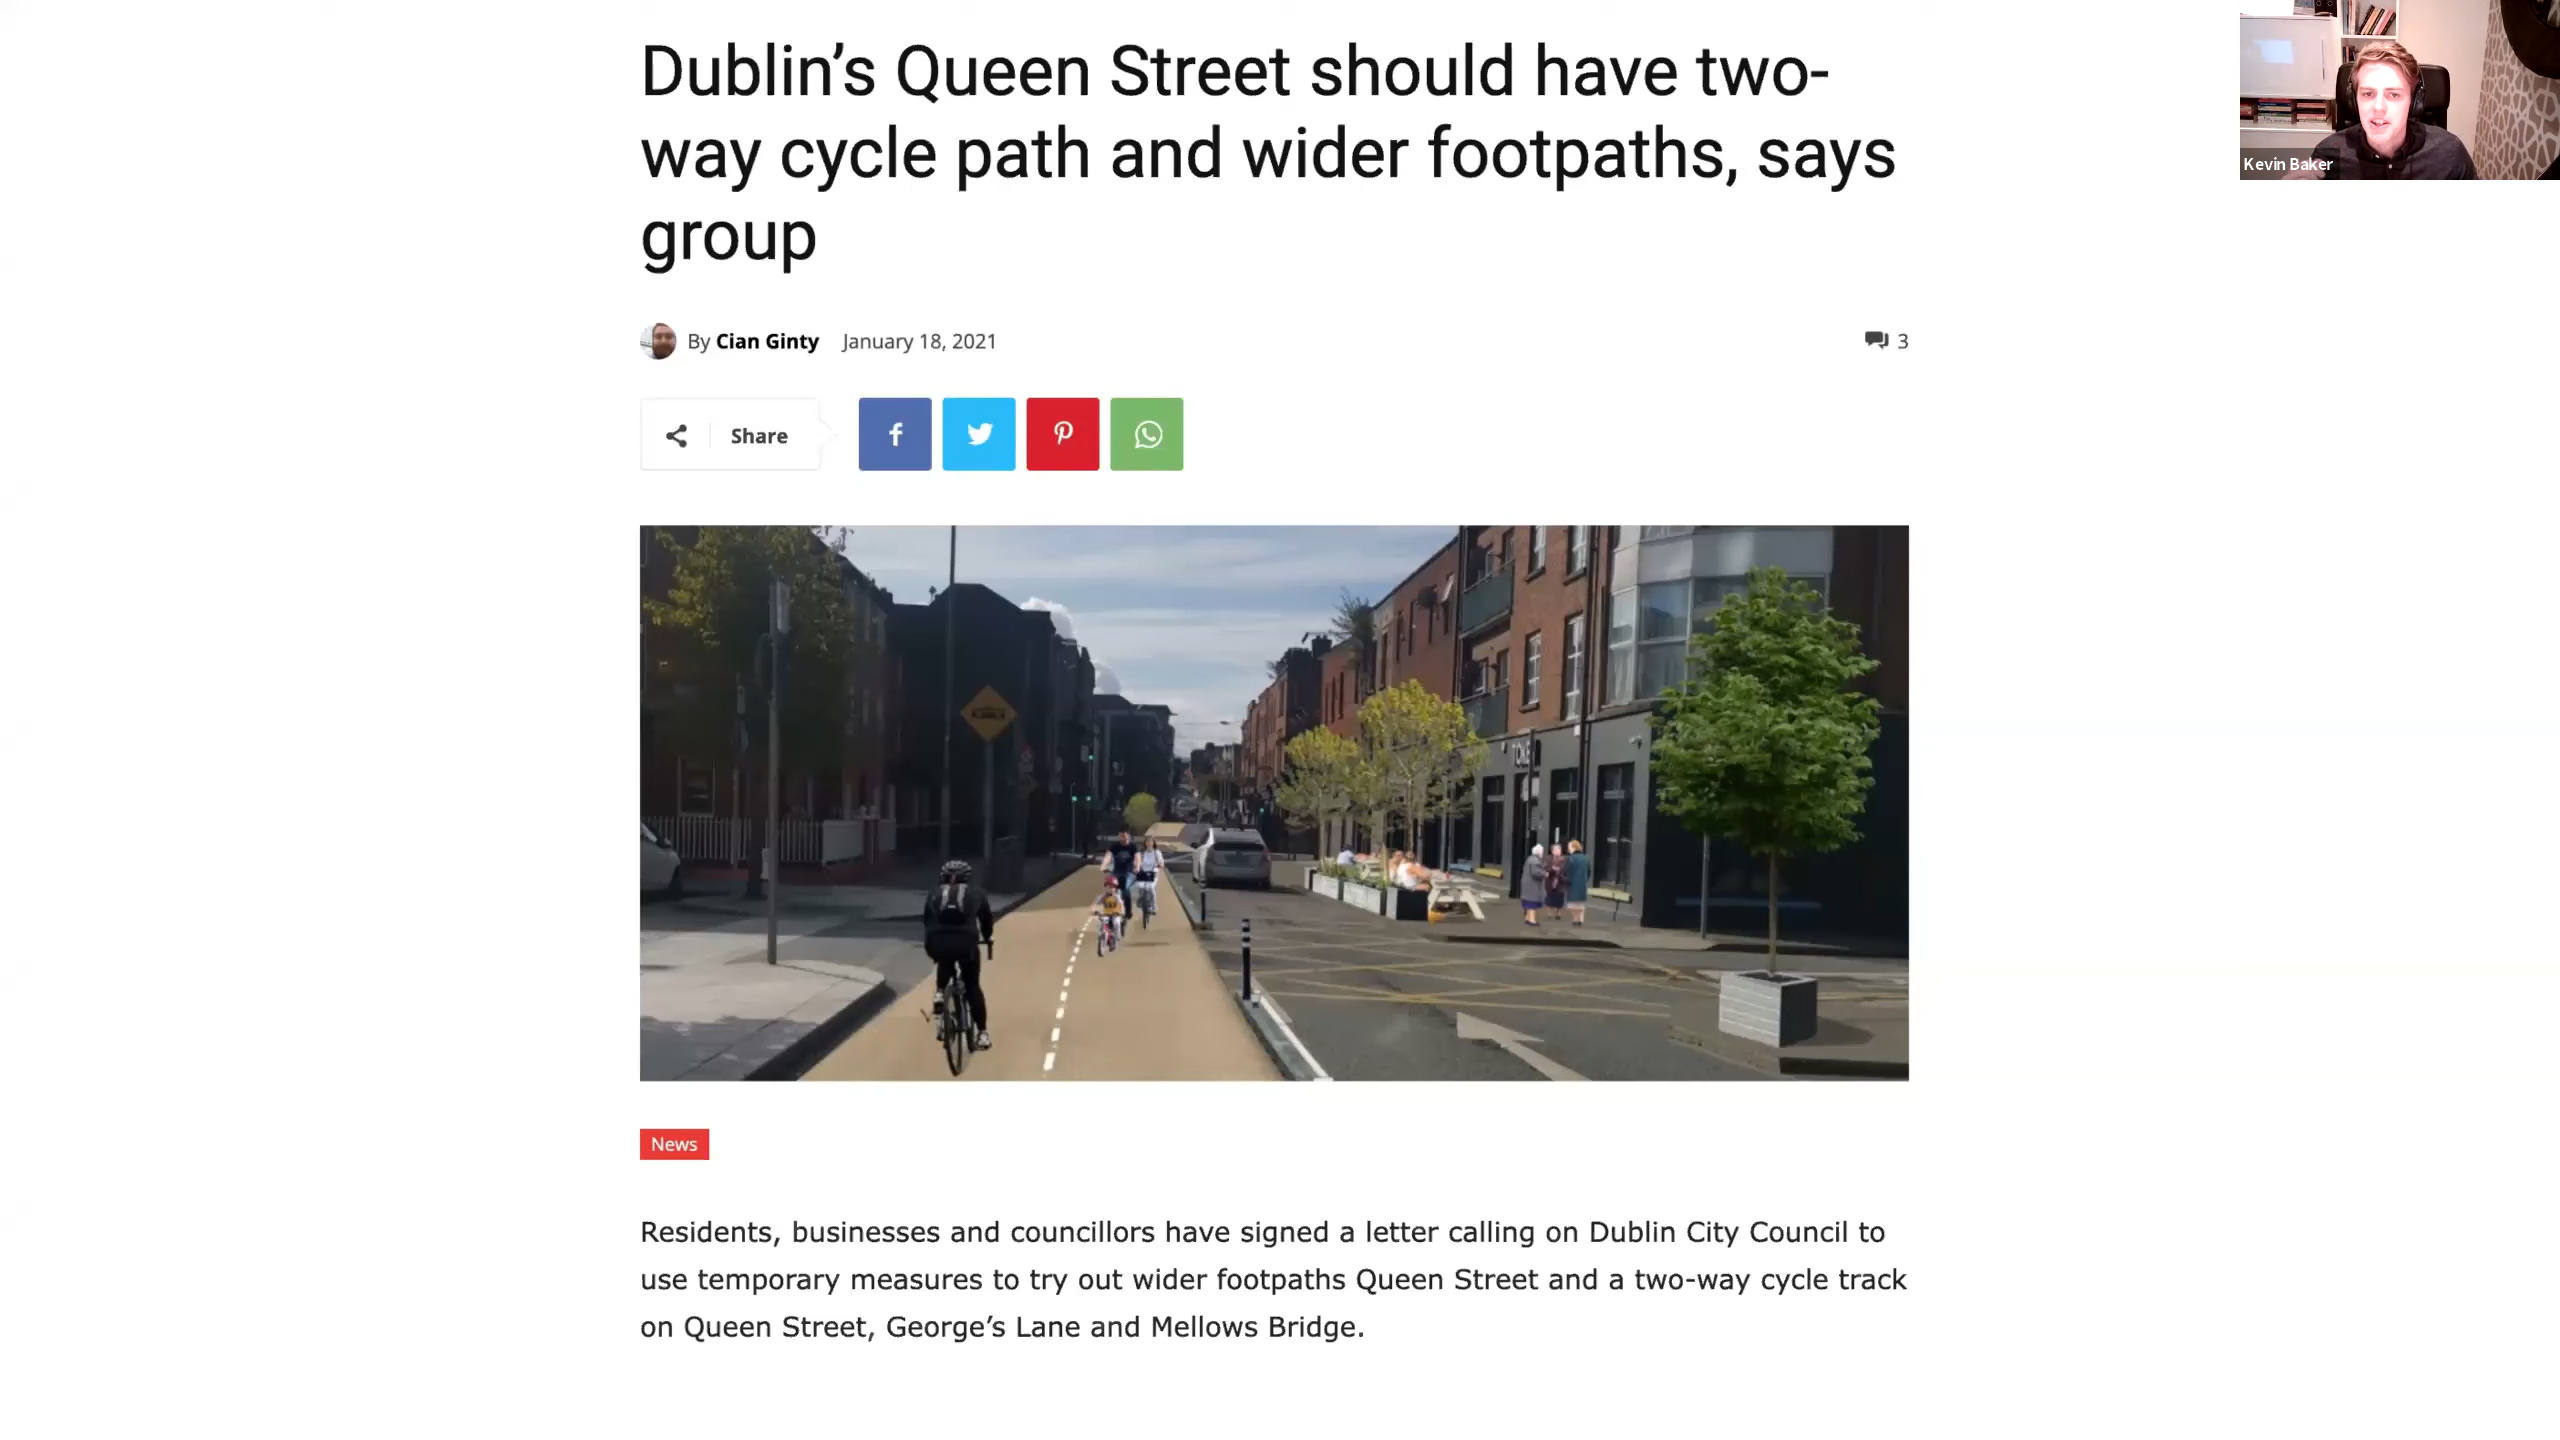 Dublin’s Queen Street should have two-
way cycle path and wider footpaths, says
group
By Cian Ginty January 18, 2021 3
Share
News
Residents, businesses and councillors have signed a letter calling on Dublin City Council to
use temporary measures to try out wider footpaths Queen Street and a two-way cycle track
on Queen Street, George’s Lane and Mellows Bridge.
Kevin Baker